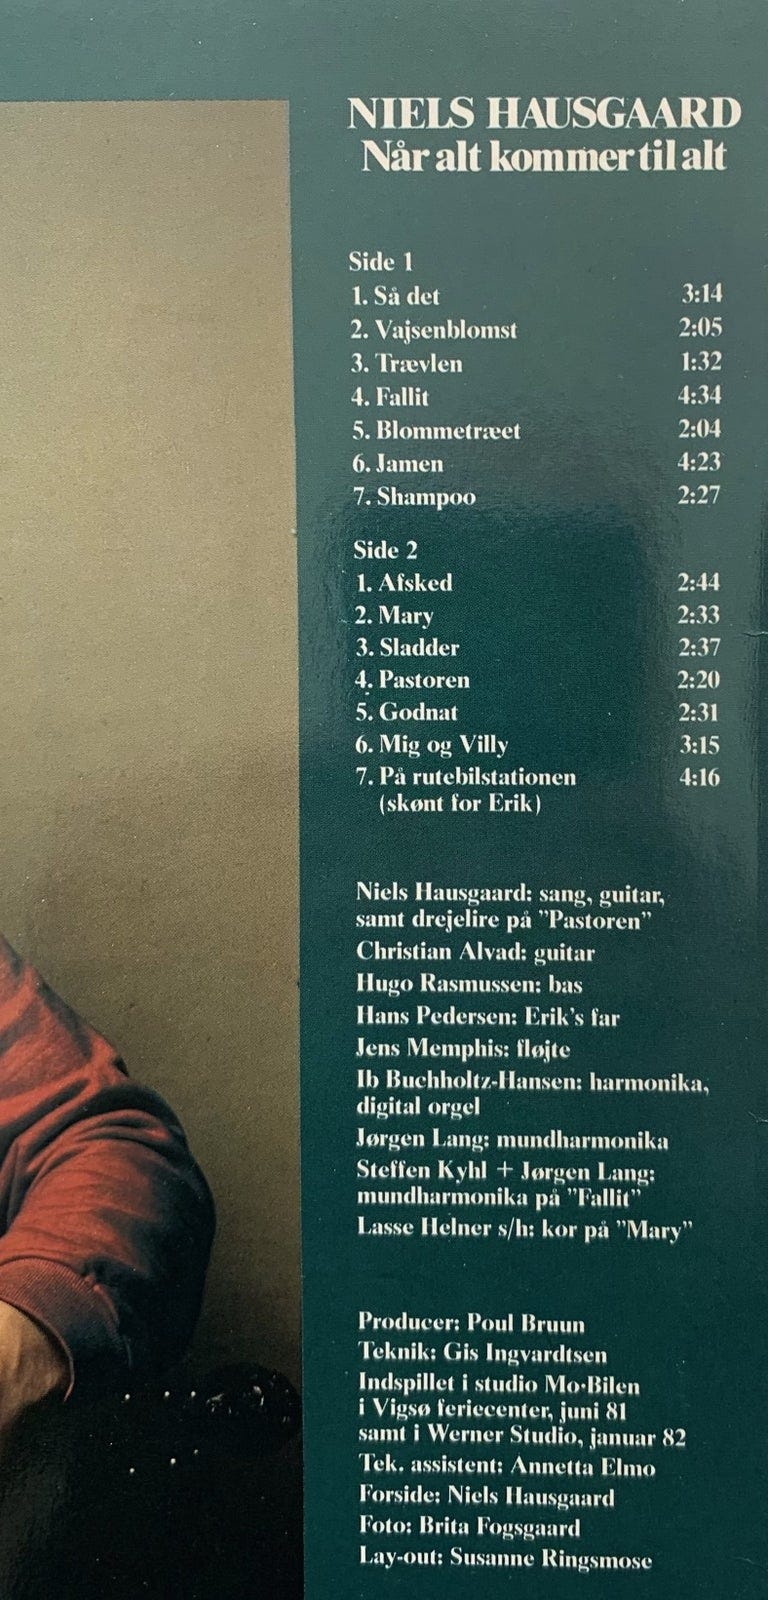 NIELS HAUSGAARD
Når alt kommer til alt
Side 1
1. Så det 3:14
2. Vajsenblomst 2:05
3. Trævlen 1:32
4. Fallit 4:34
5. Blommetræet 2:04
6. Jamen 4:23
7. Shampoo 2:27
Side 2
1. Afsked 2:44
2. Mary 2:33
3. Sladder 2:37
4. Pastoren 2:20
5. Godnat 2:31
6. Mig og Villy 3:15
7. På rutebilstationen 4:16
(skønt for Erik)
Niels Hausgaard: sang, guitar,
samt drejelire på ”Pastoren”
Christian Alvad: guitar
Hugo Rasmussen: bas
Hans Pedersen: Erik's far
Jens Memphis: fløjte
Ib Buchholtz-Hansen: harmonika,
digital orgel
Jørgen Lang: mundharmonika
Steffen Kyhl + Jørgen Lang:
mundharmonika på ”Fallit”
Lasse Helner s/h: kor på ”Mary”
Producer: Poul Bruun
Teknik: Gis Ingvardtsen
Indspillet i studio Mo-Bilen
i Vigsø feriecenter, juni 81
samt i Werner Studio, januar 82
Tek. assistent: Annetta Elmo
Forside: Niels Hausgaard
Foto: Brita Fogsgaard
Lay-out: Susanne Ringsmose